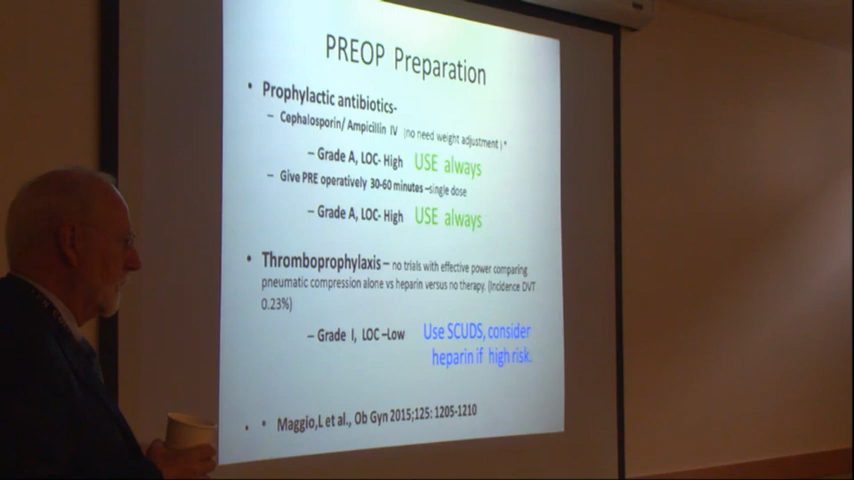 PREOP Preparation
• Prophylactic antibiotics-
– Cephalosporin/ Ampicillin IV (no need weight adjustment ) *
– Grade A, LOC- High USE always
– Give PRE operatively 30-60 minutes –single dose
– Grade A, LOC- High USE always
• Thromboprophylaxis – no trials with effective power comparing
pneumatic compression alone vs heparin versus no therapy. (Incidence DVT
0.23%)
– Grade I, LOC –Low Use SCUDS, consider
heparin if high risk.
• • Maggio,L et al., Ob Gyn 2015;125: 1205-1210